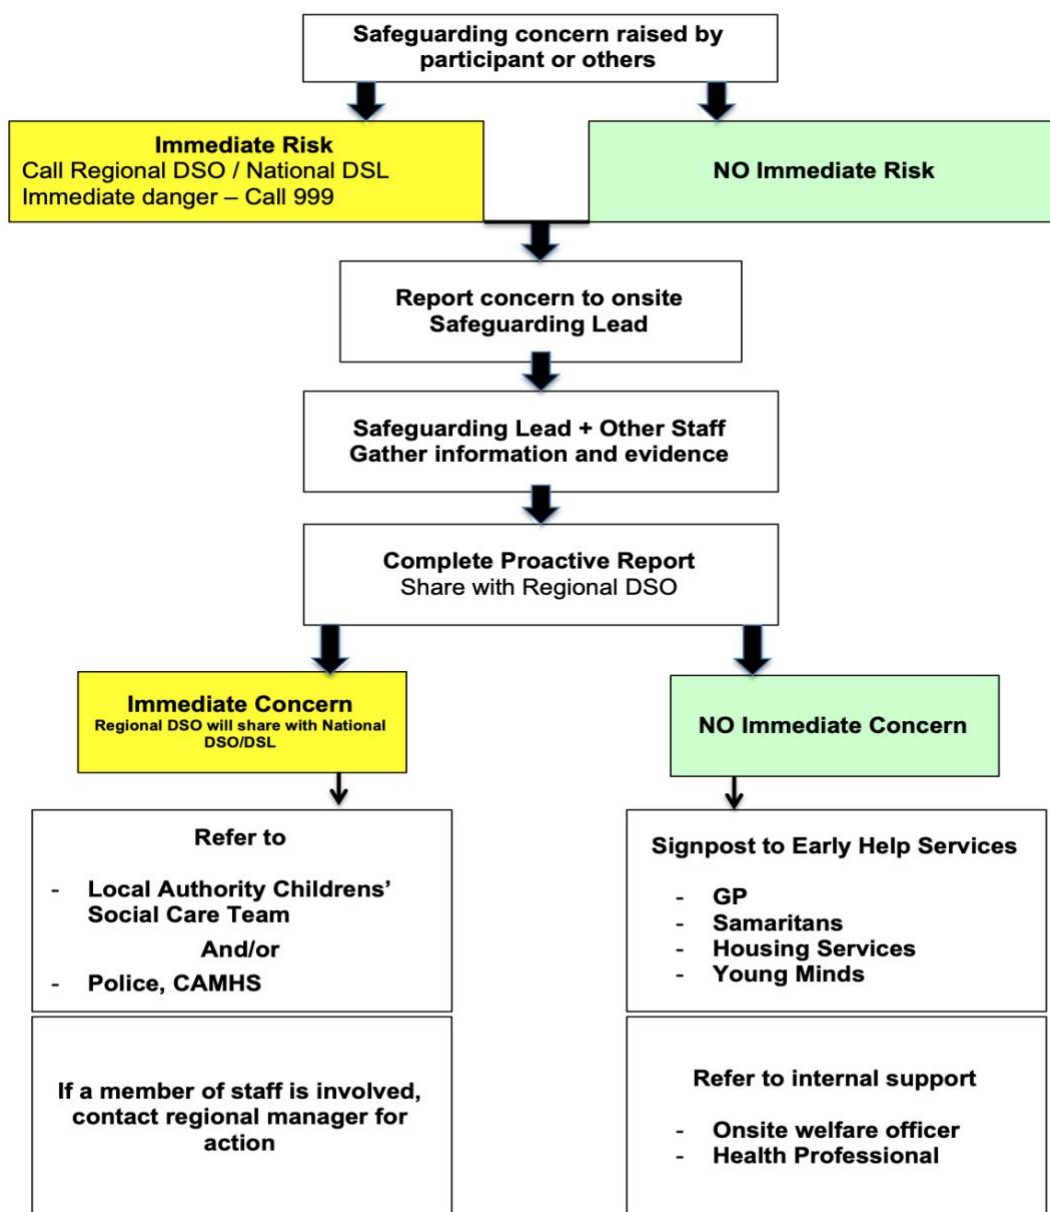 Safeguarding concern raised by
participant or others
Immediate Risk
Call Regional DSO / National DSL
Immediate danger – Call 999
NO Immediate Risk
Report concern to onsite
Safeguarding Lead
Safeguarding Lead + Other Staff
Gather information and evidence
Complete Proactive Report
Share with Regional DSO
Immediate Concern
Regional DSO will share with National
DSO/DSL
NO Immediate Concern
Refer to
- Local Authority Childrens’
Social Care Team
And/or
- Police, CAMHS
Signpost to Early Help Services
- GP
- Samaritans
- Housing Services
- Young Minds
If a member of staff is involved,
contact regional manager for
action
Refer to internal support
- Onsite welfare officer
- Health Professional